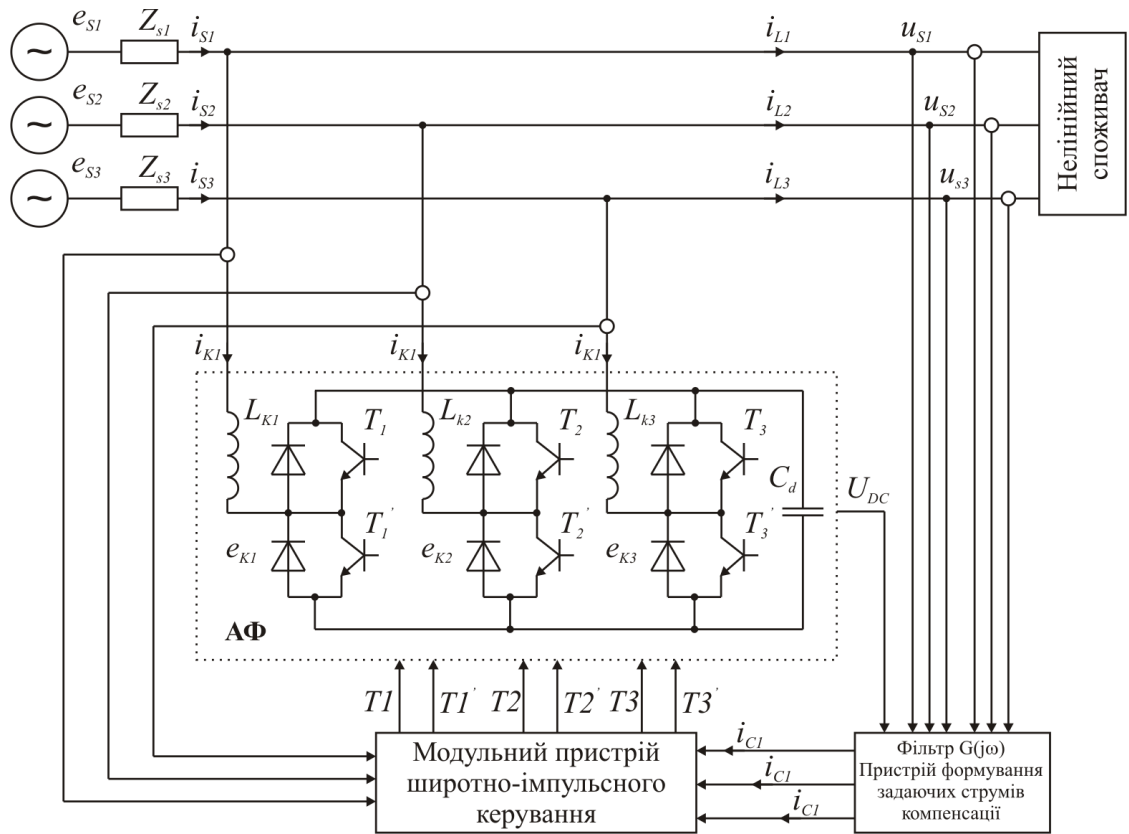 e_S1 Z_s1 i_S1 i_L1 u_S1
~
e_S2 Z_s2 i_S2 i_L2 u_S2
~
e_S3 Z_s3 i_S3 i_L3 u_s3
~
Нелінійний
споживач
i_K1 i_K1 i_K1
L_K1 T_1 L_k2 T_2 L_k3 T_3
C_d U_DC
e_K1 T_1' e_K2 T_2' e_K3 T_3'
АФ
T1 T1' T2 T2' T3 T3'
Модульний пристрій
широтно-імпульсного
керування
i_C1
i_C1
i_C1
Фільтр G(jω)
Пристрій формування
задаючих струмів
компенсації